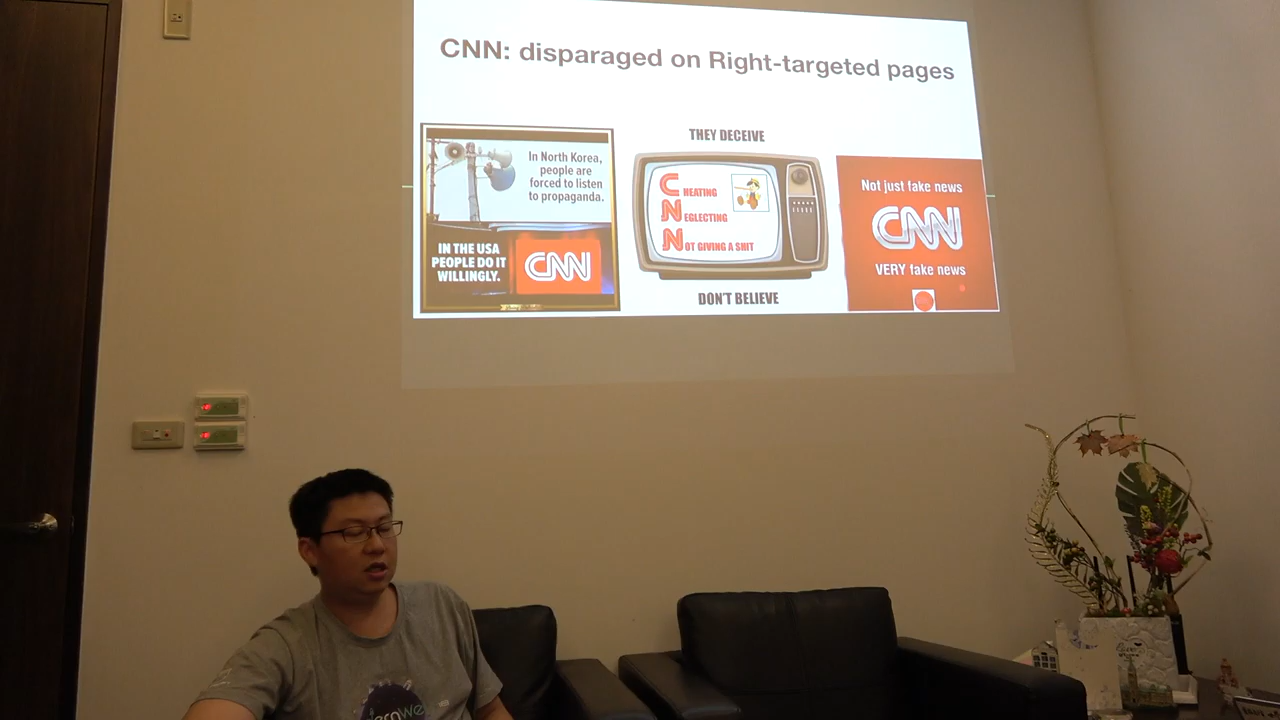 CNN: disparaged on Right-targeted pages
In North Korea,
people are
forced to listen
to propaganda.
IN THE USA
PEOPLE DO IT
WILLINGLY.
CNN
THEY DECEIVE
CHEATING
NEGLECTING
NOT GIVING A SHIT
DON'T BELIEVE
Not just fake news
CNN
VERY fake news